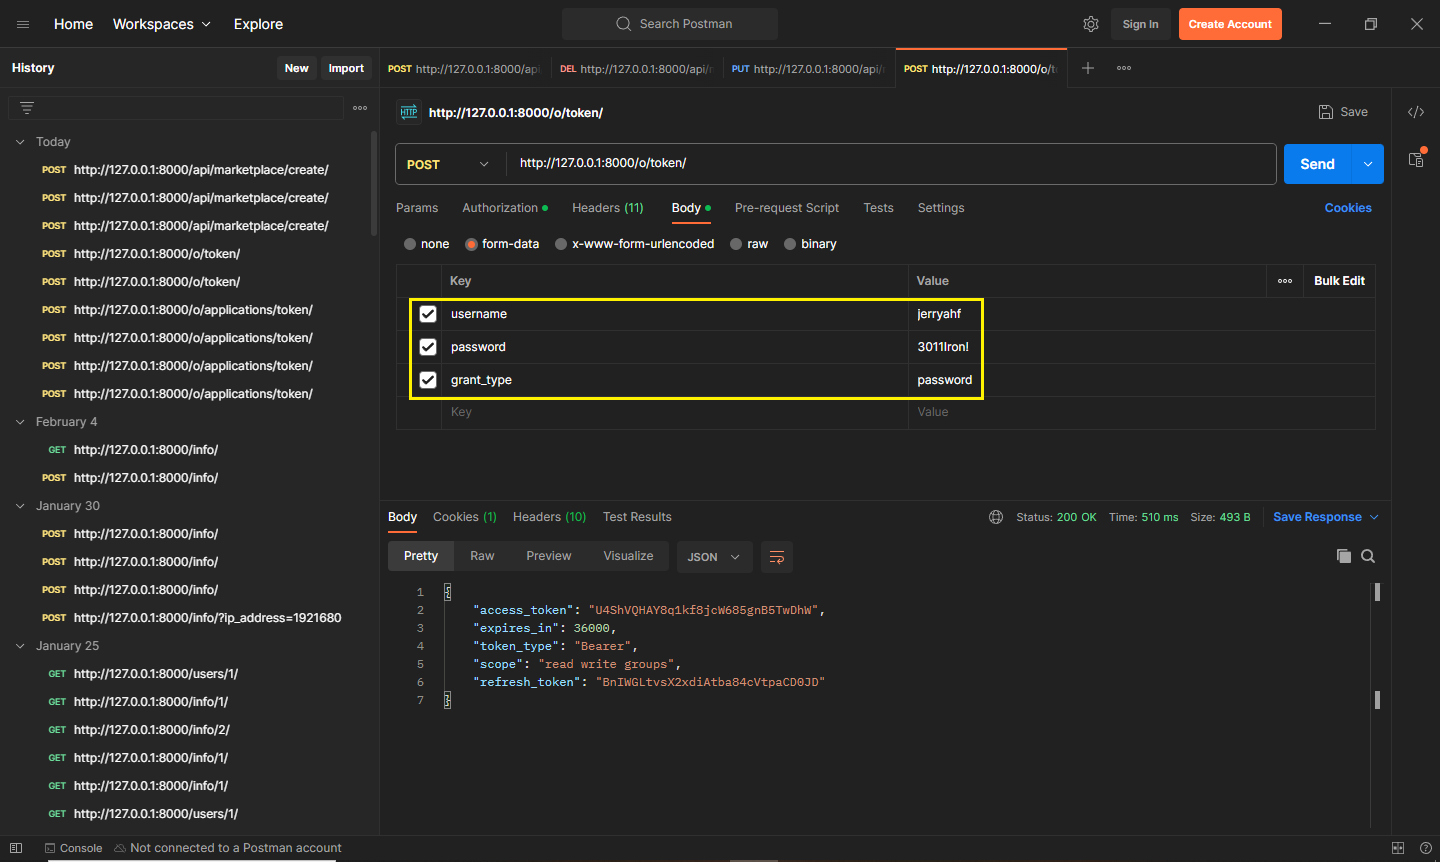 Home Workspaces Explore Search Postman Sign In Create Account
History New Import
POST http://127.0.0.1:8000/api DEL http://127.0.0.1:8000/api/ PUT http://127.0.0.1:8000/api/ POST http://127.0.0.1:8000/o/t
HTTP http://127.0.0.1:8000/o/token/ Save
Today
POST http://127.0.0.1:8000/api/marketplace/create/
POST http://127.0.0.1:8000/api/marketplace/create/
POST http://127.0.0.1:8000/api/marketplace/create/
POST http://127.0.0.1:8000/o/token/
POST http://127.0.0.1:8000/o/token/
POST http://127.0.0.1:8000/o/applications/token/
POST http://127.0.0.1:8000/o/applications/token/
POST http://127.0.0.1:8000/o/applications/token/
POST http://127.0.0.1:8000/o/applications/token/
February 4
GET http://127.0.0.1:8000/info/
POST http://127.0.0.1:8000/info/
January 30
POST http://127.0.0.1:8000/info/
POST http://127.0.0.1:8000/info/
POST http://127.0.0.1:8000/info/
POST http://127.0.0.1:8000/info/?ip_address=1921680
January 25
GET http://127.0.0.1:8000/users/1/
GET http://127.0.0.1:8000/info/1/
GET http://127.0.0.1:8000/info/2/
GET http://127.0.0.1:8000/info/1/
GET http://127.0.0.1:8000/info/1/
GET http://127.0.0.1:8000/users/1/
POST http://127.0.0.1:8000/o/token/ Send
Params Authorization Headers (11) Body Pre-request Script Tests Settings Cookies
none form-data x-www-form-urlencoded raw binary
Key Value Bulk Edit
username jerryahf
password 3011Iron!
grant_type password
Key Value
Body Cookies (1) Headers (10) Test Results Status: 200 OK Time: 510 ms Size: 493 B Save Response
Pretty Raw Preview Visualize JSON
1 {
2 "access_token": "U4ShVQHAY8q1kf8jcW685gnB5TwDhW",
3 "expires_in": 36000,
4 "token_type": "Bearer",
5 "scope": "read write groups",
6 "refresh_token": "BnIWGLtvsX2xdiAtba84cVtpaCD0JD"
7 }
Console Not connected to a Postman account